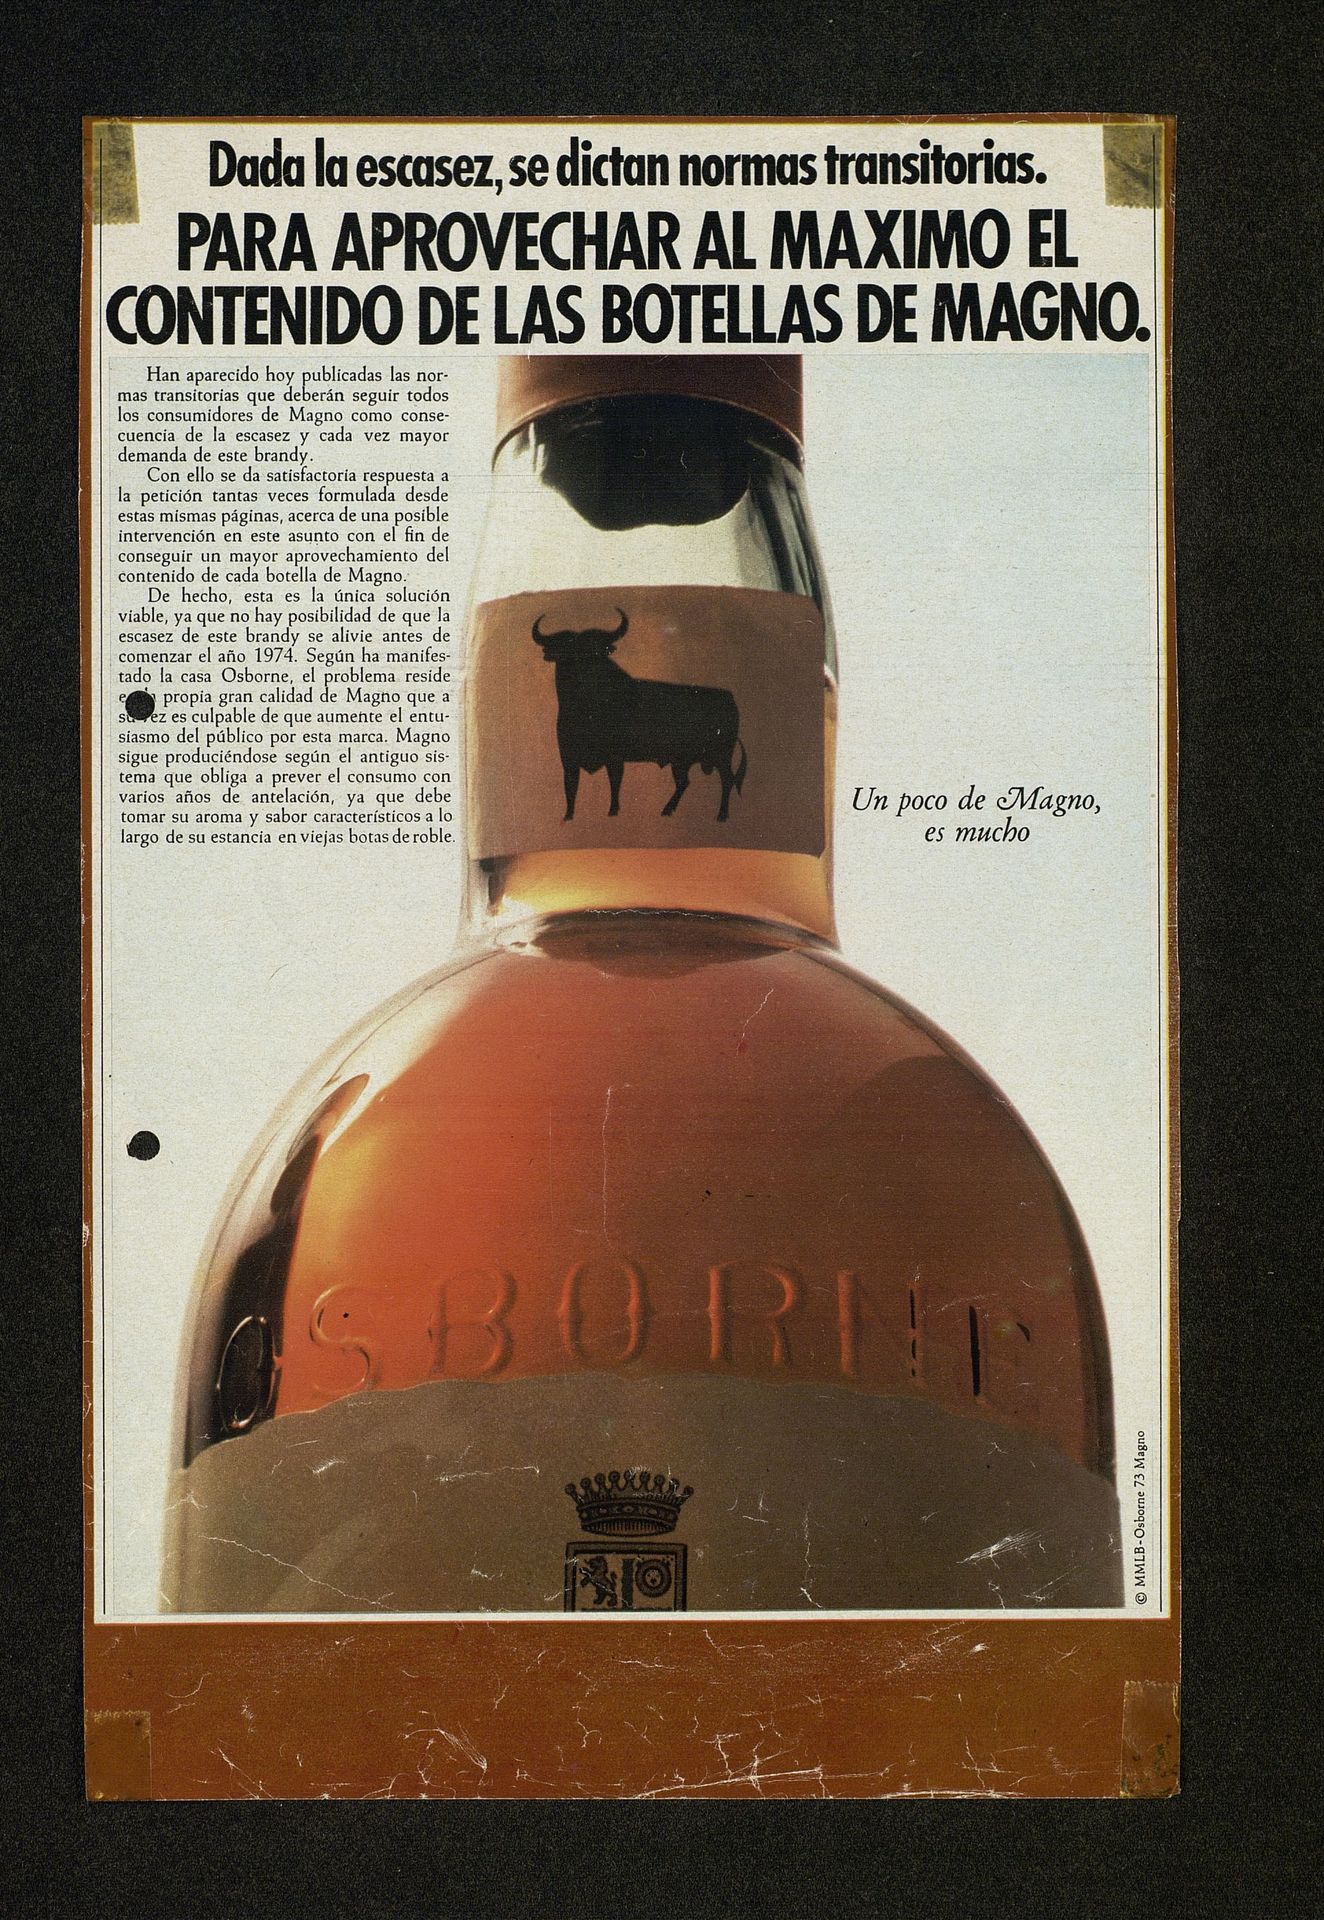 Dada la escasez, se dictan normas transitorias.
PARA APROVECHAR AL MAXIMO EL
CONTENIDO DE LAS BOTELLAS DE MAGNO.
Han aparecido hoy publicadas las nor-
mas transitorias que deberán seguir todos
los consumidores de Magno como conse-
cuencia de la escasez y cada vez mayor
demanda de este brandy.
Con ello se da satisfactoria respuesta a
la petición tantas veces formulada desde
estas mismas páginas, acerca de una posible
intervención en este asunto con el fin de
conseguir un mayor aprovechamiento del
contenido de cada botella de Magno.
De hecho, esta es la única solución
viable, ya que no hay posibilidad de que la
escasez de este brandy se alivie antes de
comenzar el año 1974. Según ha manifes-
tado la casa Osborne, el problema reside
propia gran calidad de Magno que a
es culpable de que aumente el entu-
siasmo del público por esta marca. Magno
sigue produciéndose según el antiguo sis-
tema que obliga a prever el consumo con
varios años de antelación, ya que debe
tomar su aroma y sabor característicos a lo
largo de su estancia en viejas botas de roble.
Un poco de Magno,
es mucho
OSBORNE
© MMLB-Osborne 73 Magno